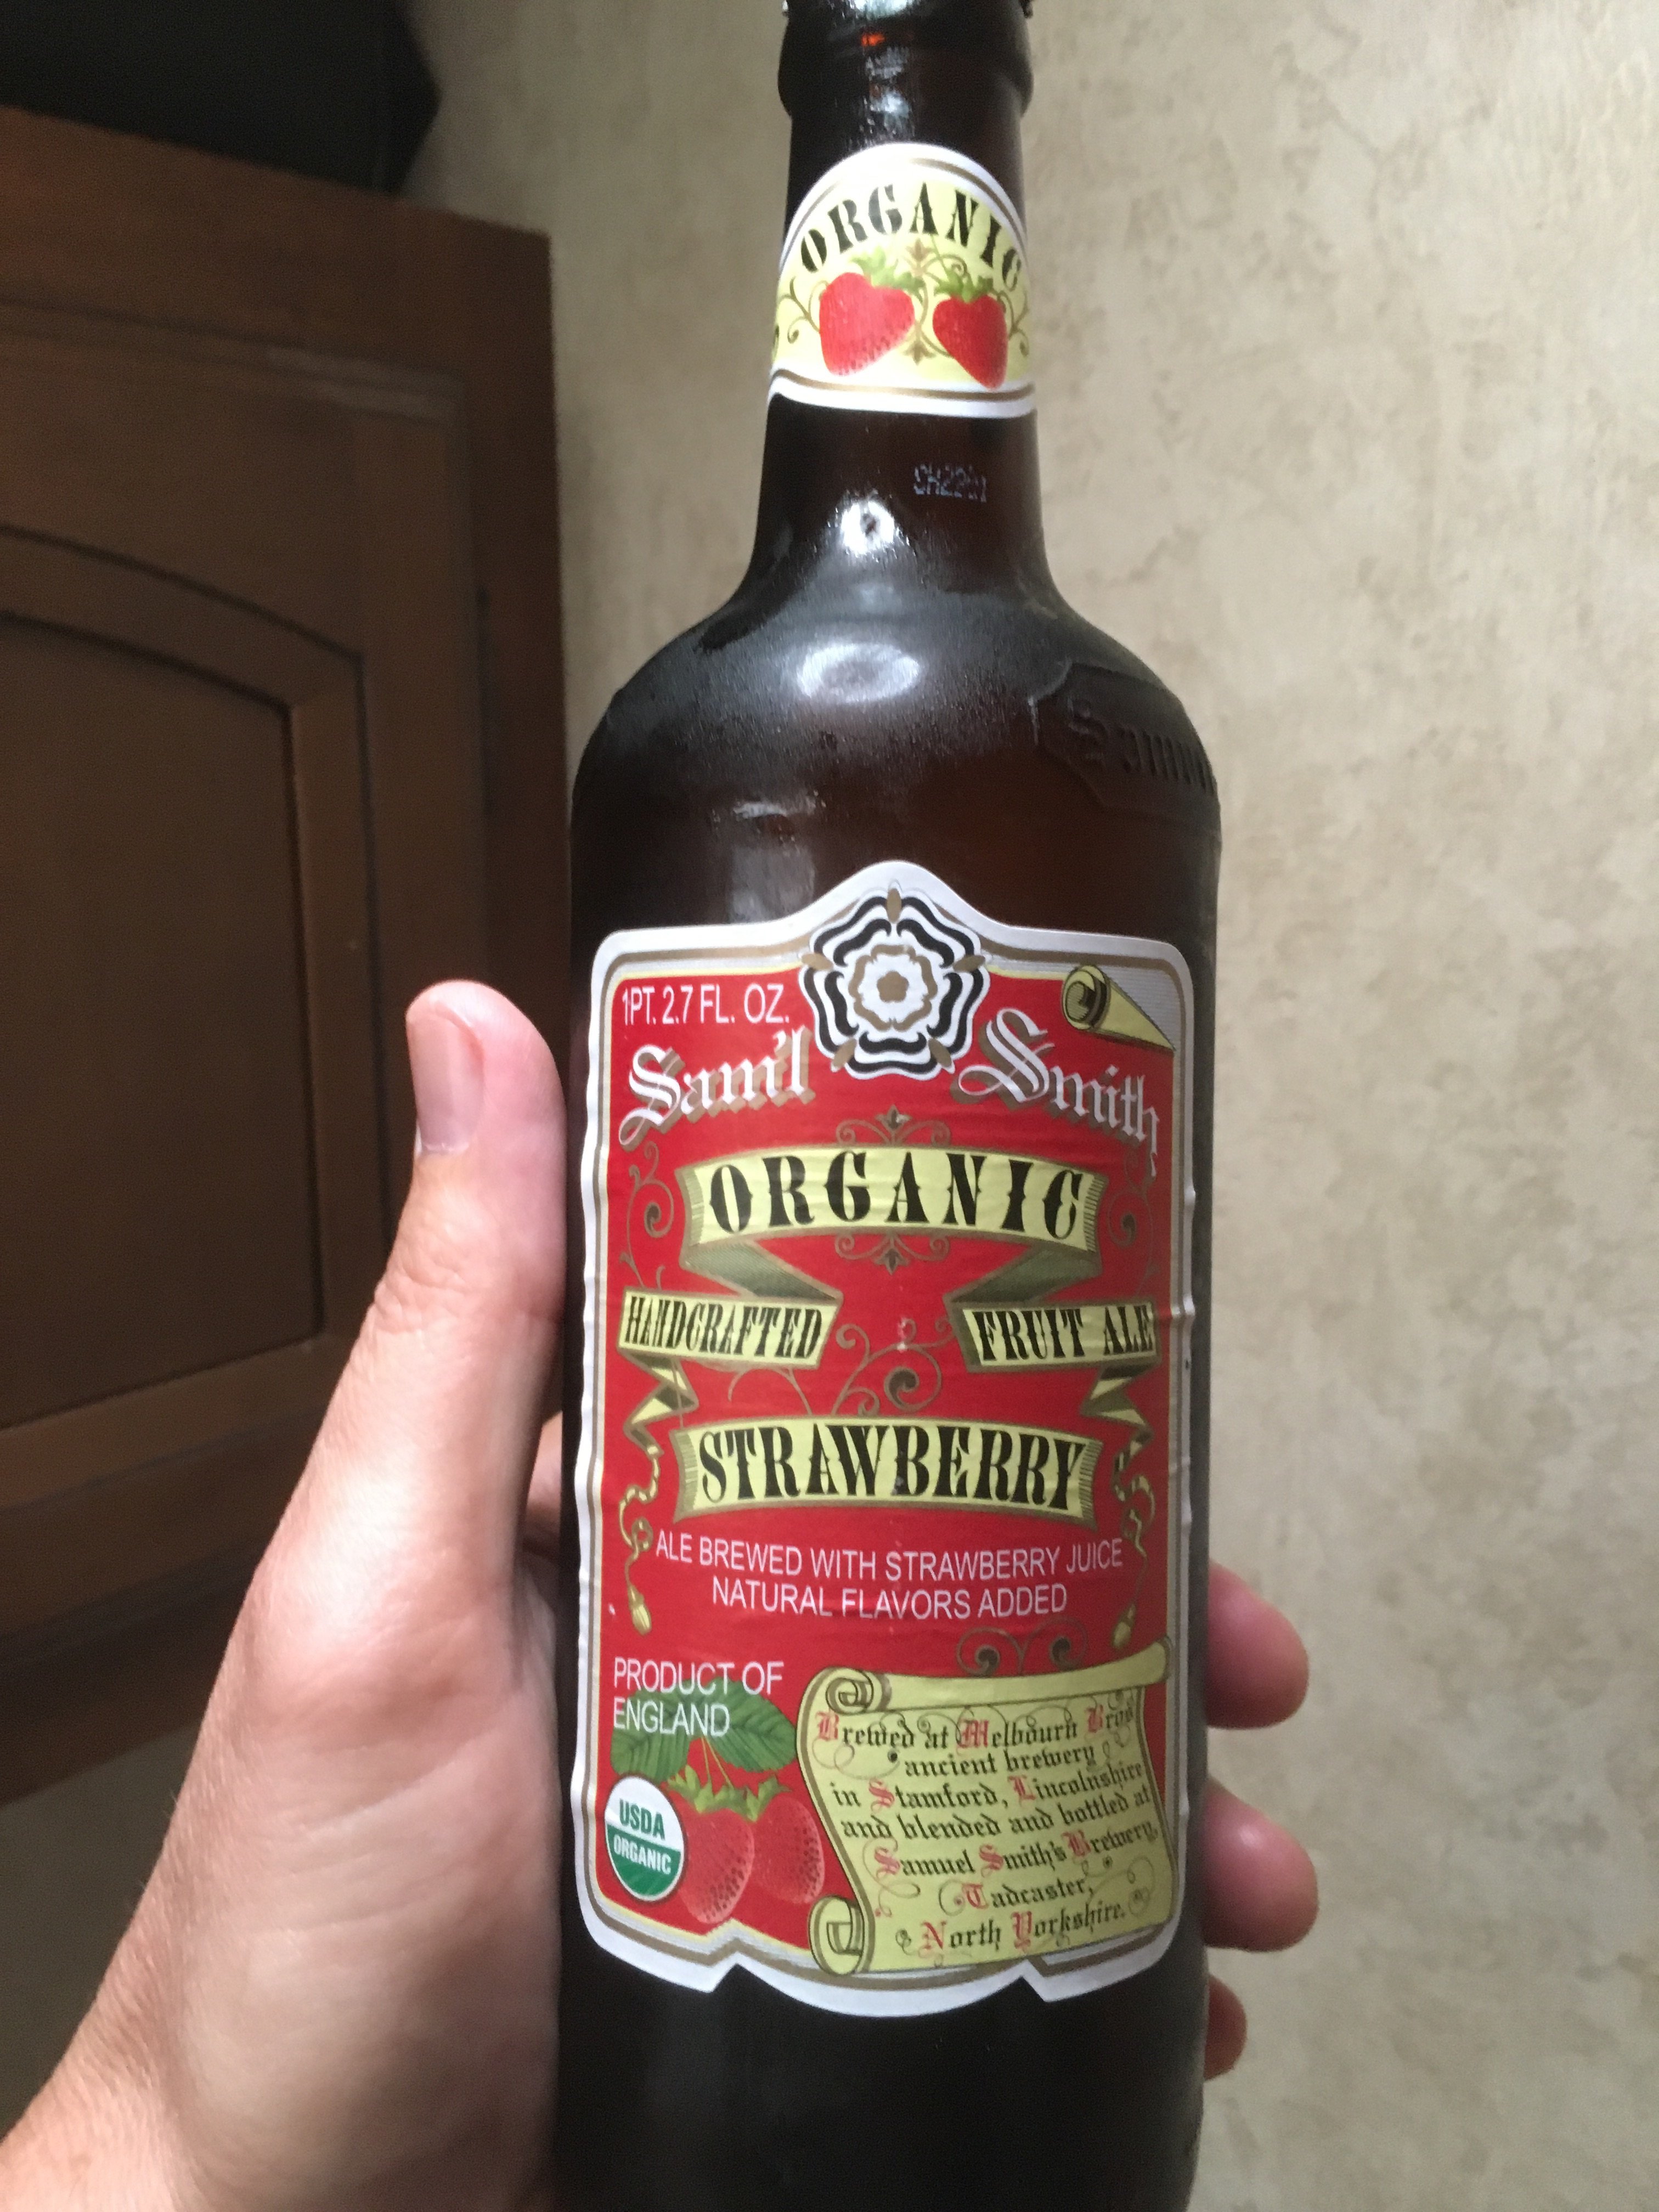 ORGANIC
1PT. 2.7 FL. OZ.
Sam'l Smith
ORGANIC
HANDCRAFTED FRUIT ALE
STRAWBERRY
ALE BREWED WITH STRAWBERRY JUICE
NATURAL FLAVORS ADDED
PRODUCT OF
ENGLAND
USDA
ORGANIC
Brewed at Melbourn Bros
ancient brewery
in Stamford, Lincolnshire
and blended and bottled at
Samuel Smith's Brewery,
Tadcaster,
North Yorkshire.